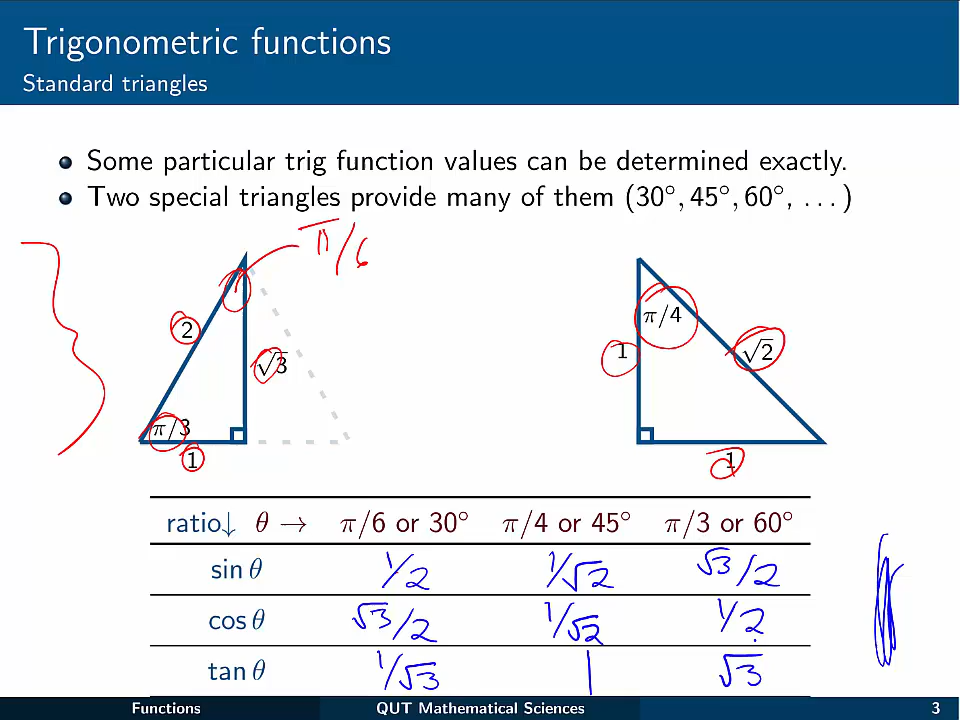 Trigonometric functions
Standard triangles
Some particular trig function values can be determined exactly.
Two special triangles provide many of them (30°, 45°, 60°, ...)
π/6
2
√3
π/3
1
π/4
1
√2
1
ratio↓ θ → π/6 or 30° π/4 or 45° π/3 or 60°
sin θ 1/2 1/√2 √3/2
cos θ √3/2 1/√2 1/2
tan θ 1/√3 1 √3
Functions QUT Mathematical Sciences 3